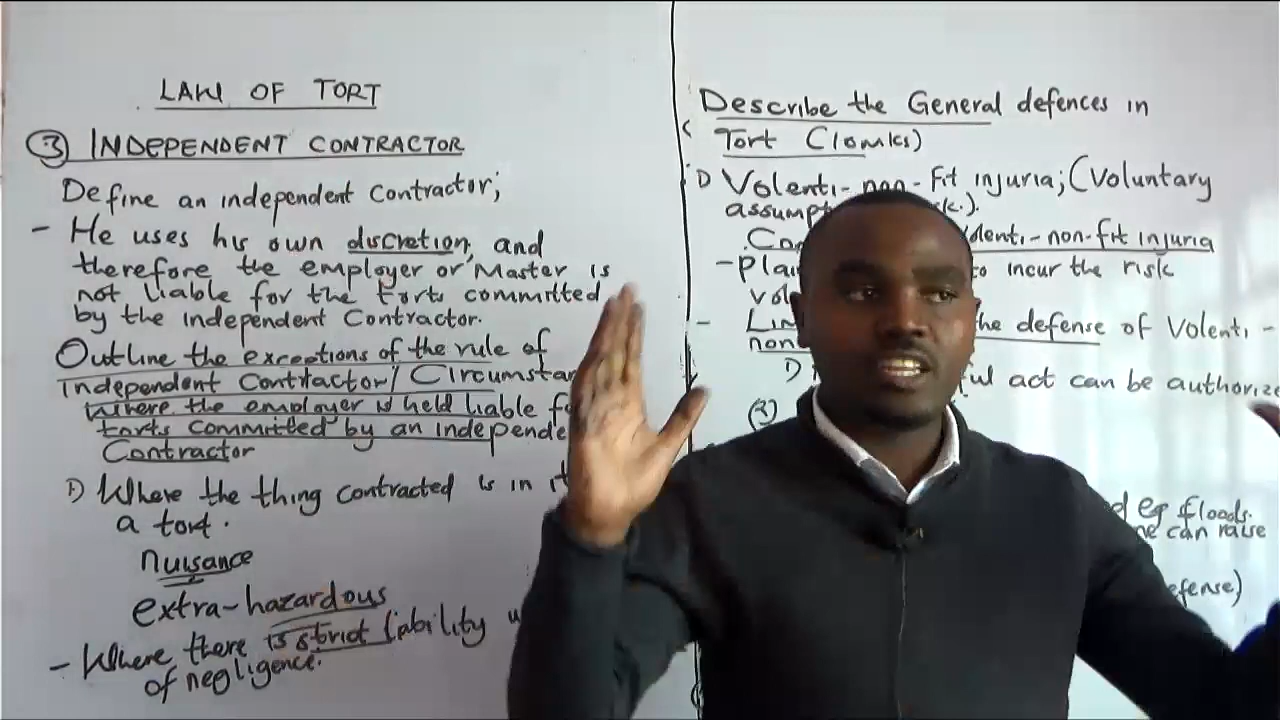 LAW OF TORT
③ INDEPENDENT CONTRACTOR
Define an independent Contractor;
- He uses his own discretion, and
therefore the employer or Master is
not liable for the torts committed
by the independent Contractor.
Outline the exceptions of the rule of
independent Contractor/ Circumstan
Where the employer is held liable f
torts committed by an independe
Contractor
1) Where the thing contracted is in it
a tort.
nuisance
extra-hazardous
- Where there is strict liability
of negligence.
Describe the General defences in
Tort (10mks)
1) Volenti-non-fit injuria; (Voluntary
assump k.).
Con olenti-non-fit injuria
- Plai to incur the risk
vol
- Lim he defense of Volenti -
non
1) ful act can be authorize
(3)
d eg floods.
ne can raise
efense)